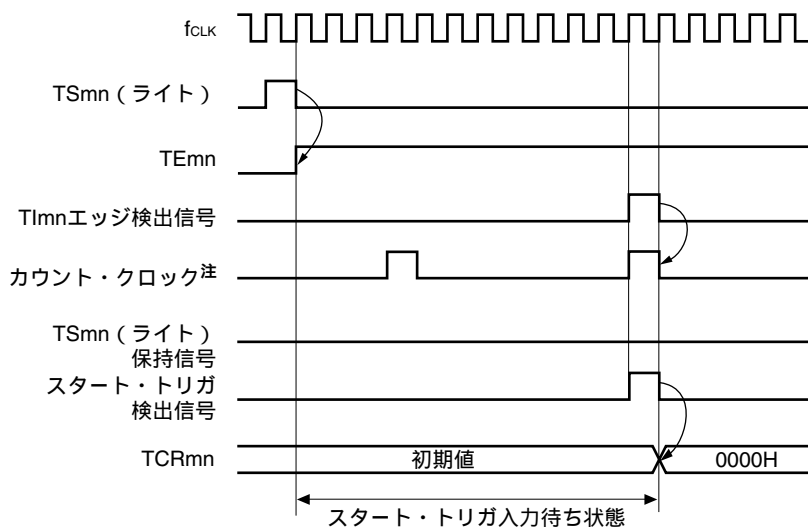 fCLK
TSmn（ライト）
TEmn
TImnエッジ検出信号
カウント・クロック注
TSmn（ライト）
保持信号
スタート・トリガ
検出信号
TCRmn
初期値
0000H
スタート・トリガ入力待ち状態